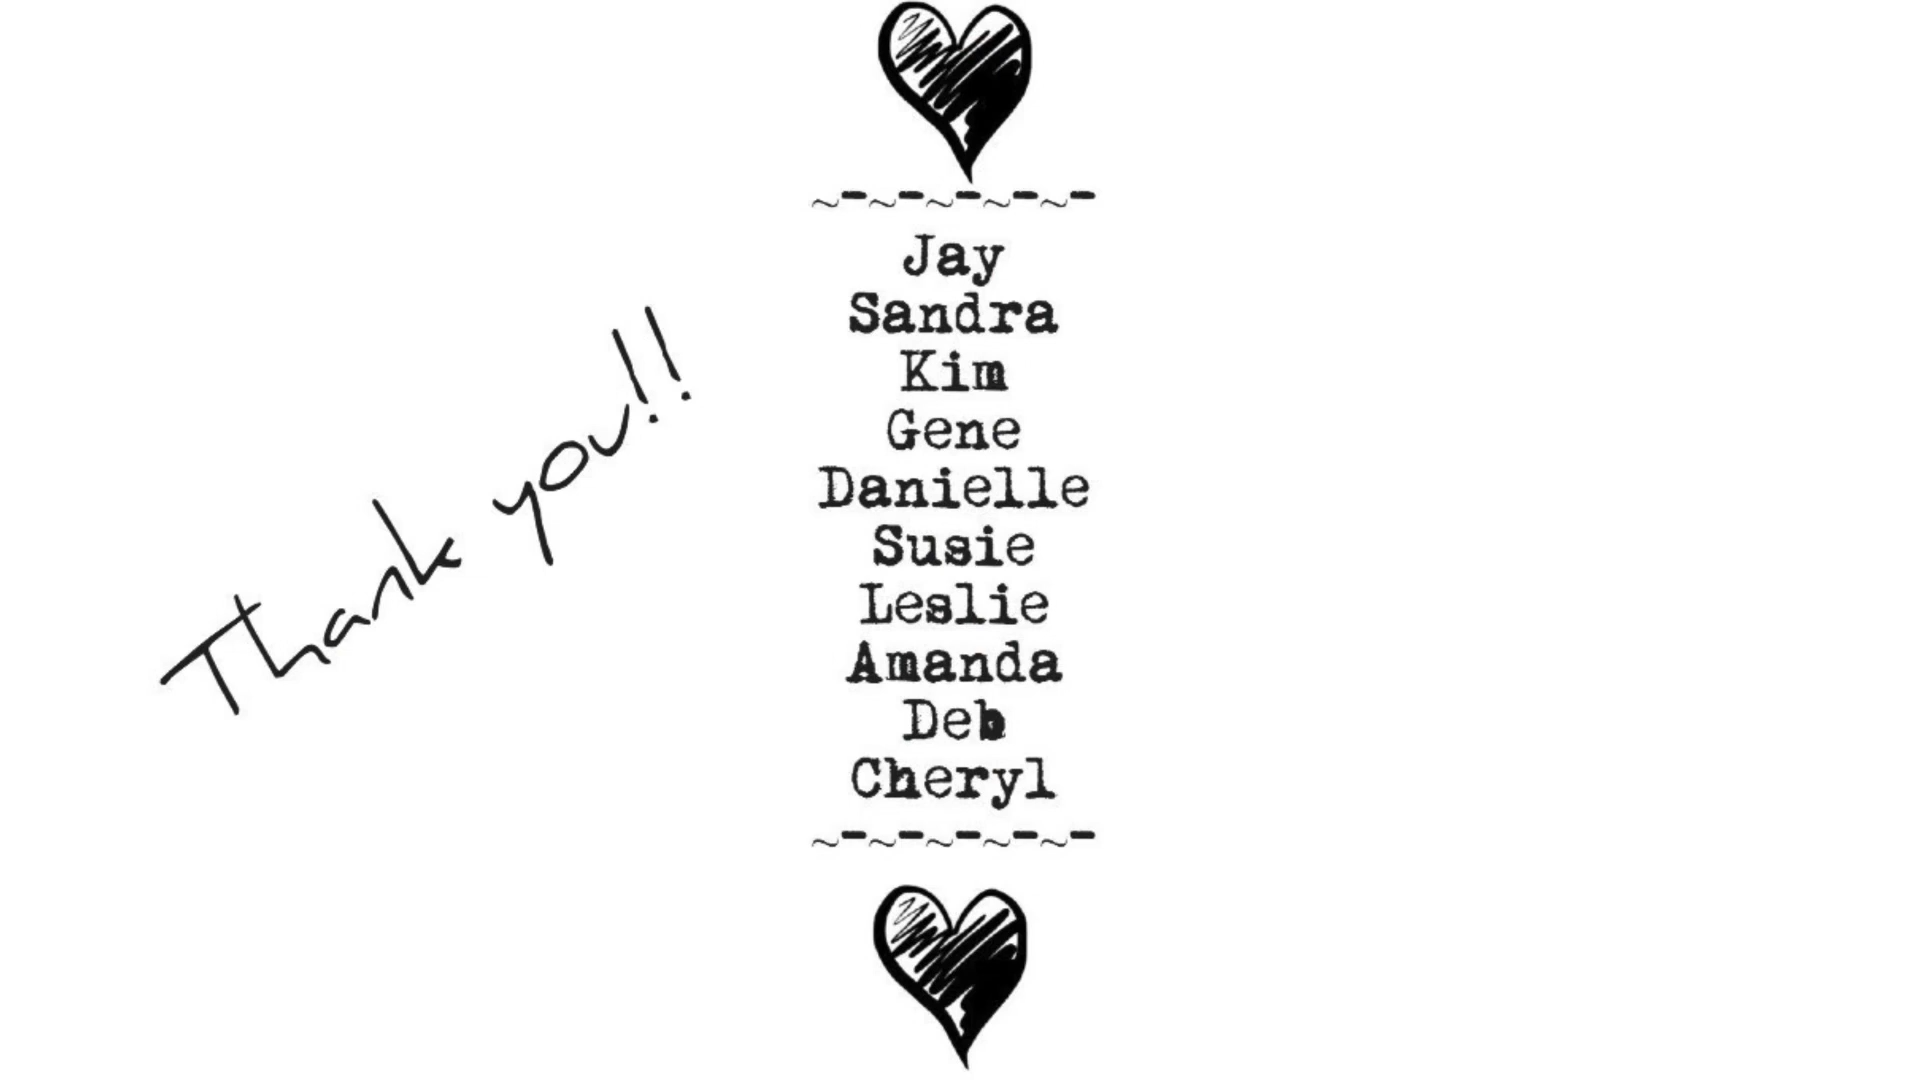 Thank you!!
~-~-~-~-~-
Jay
Sandra
Kim
Gene
Danielle
Susie
Leslie
Amanda
Deb
Cheryl
~-~-~-~-~-